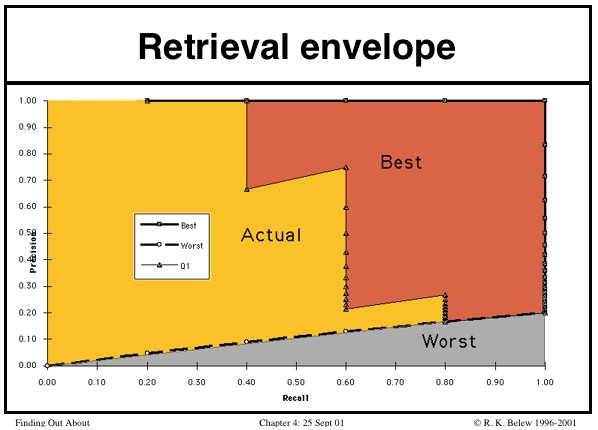 Retrieval envelope
1.00
0.90
0.80
0.70
0.60
0.50
0.40
0.30
0.20
0.10
0.00
Precision
Best
Actual
Worst
Best
Worst
Q1
0.00 0.10 0.20 0.30 0.40 0.50 0.60 0.70 0.80 0.90 1.00
Recall
Finding Out About Chapter 4: 25 Sept 01 © R. K. Belew 1996-2001